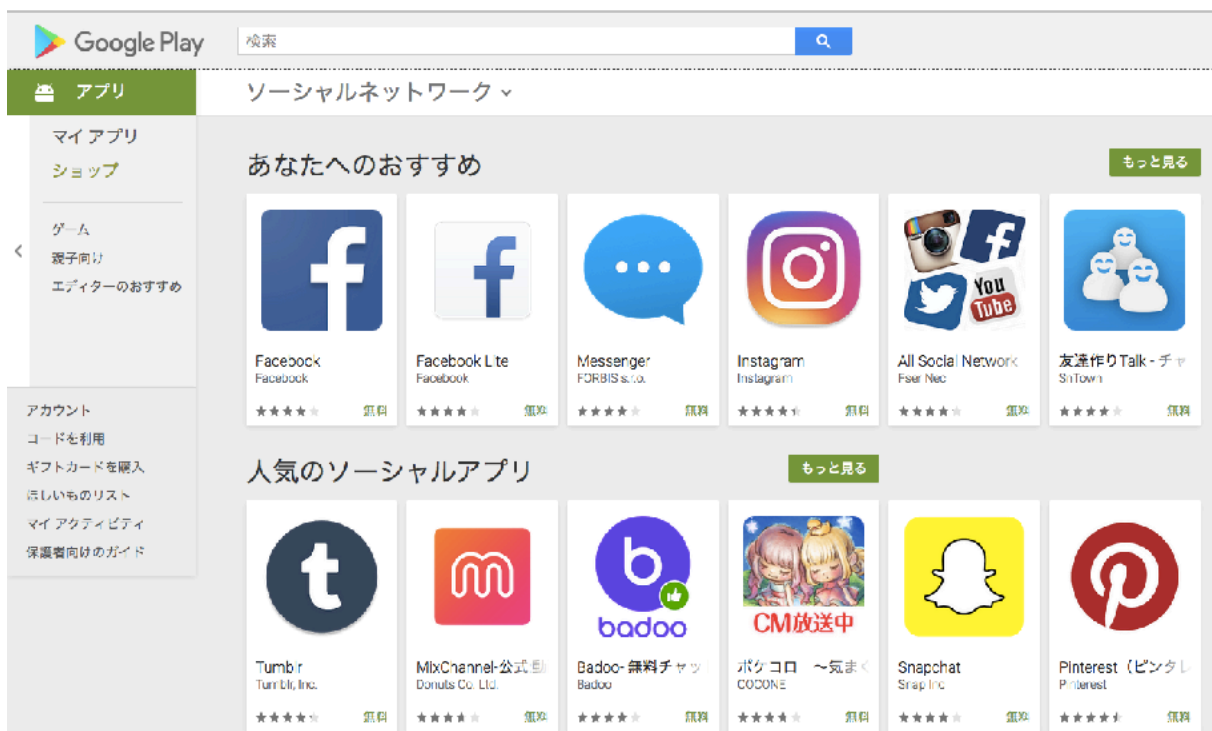 Google Play
検索
アプリ
ソーシャルネットワーク
マイ アプリ
ショップ
ゲーム
親子向け
エディターのおすすめ
アカウント
コードを利用
ギフトカードを購入
ほしいものリスト
マイ アクティビティ
保護者向けのガイド
あなたへのおすすめ
もっと見る
f
f
You
Tube
f
Facebook
Facebook Lite
Messenger
Instagram
All Social Network
友達作りTalk - チャ
Facebook
Facebook
FORBIS s.r.o.
Instagram
SnTown
無料
無料
無料
無料
無料
無料
人気のソーシャルアプリ
もっと見る
t
m
b
badoo
CM放送中
Tumblr
MixChannel-公式:動
Badoo- 無料チャッ
ポケコロ ～気まぐ
Snapchat
Pinterest（ピンタレ
Tumblr, Inc.
Donuts Co. Ltd.
Badoo
COCONE
Snap Inc
Pinterest
無料
無料
無料
無料
無料
無料